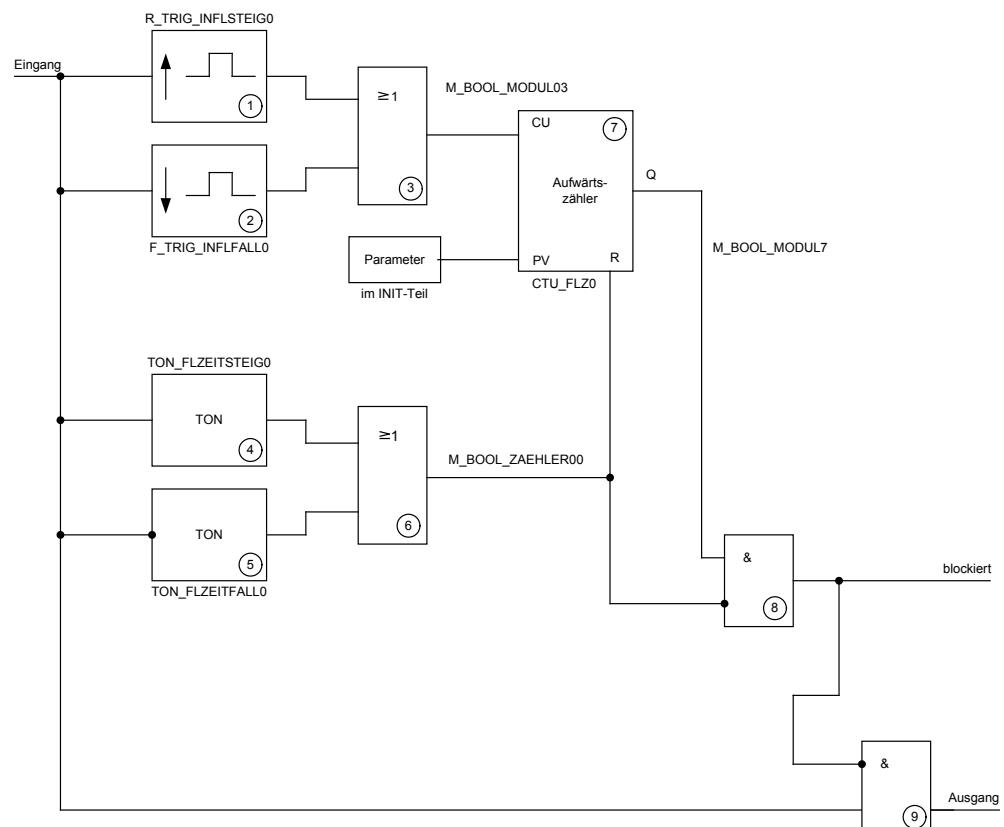 R_TRIG_INFLSTEIG0
Eingang
1
≥1
M_BOOL_MODUL03
3
2
F_TRIG_INFLFALL0
CU
7
Aufwärts-
zähler
Q
PV
R
CTU_FLZ0
M_BOOL_MODUL7
Parameter
im INIT-Teil
TON_FLZEITSTEIG0
TON
4
≥1
M_BOOL_ZAEHLER00
6
TON
5
TON_FLZEITFALL0
&
8
blockiert
&
9
Ausgang